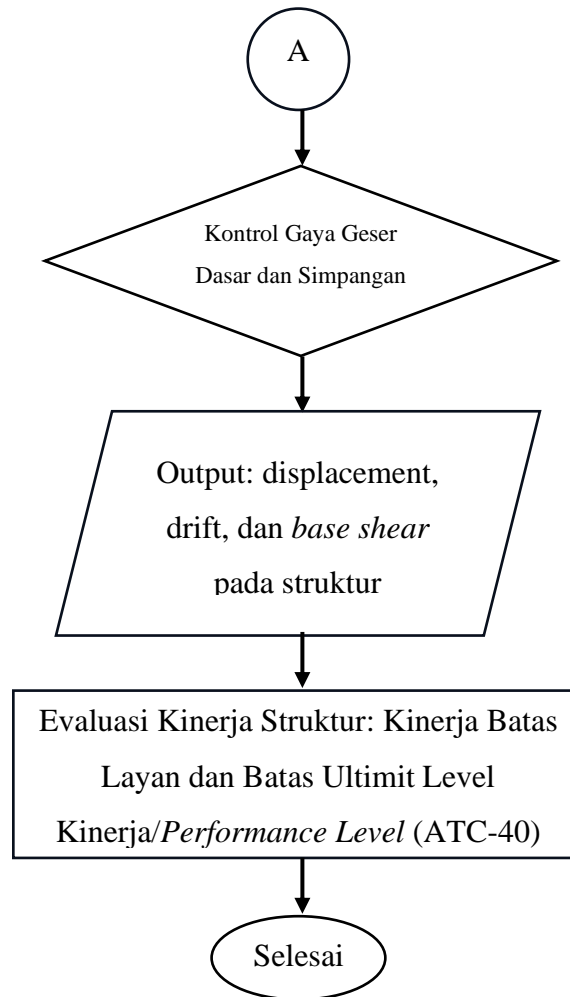 A
Kontrol Gaya Geser
Dasar dan Simpangan
Output: displacement,
drift, dan base shear
pada struktur
Evaluasi Kinerja Struktur: Kinerja Batas
Layan dan Batas Ultimit Level
Kinerja/Performance Level (ATC-40)
Selesai